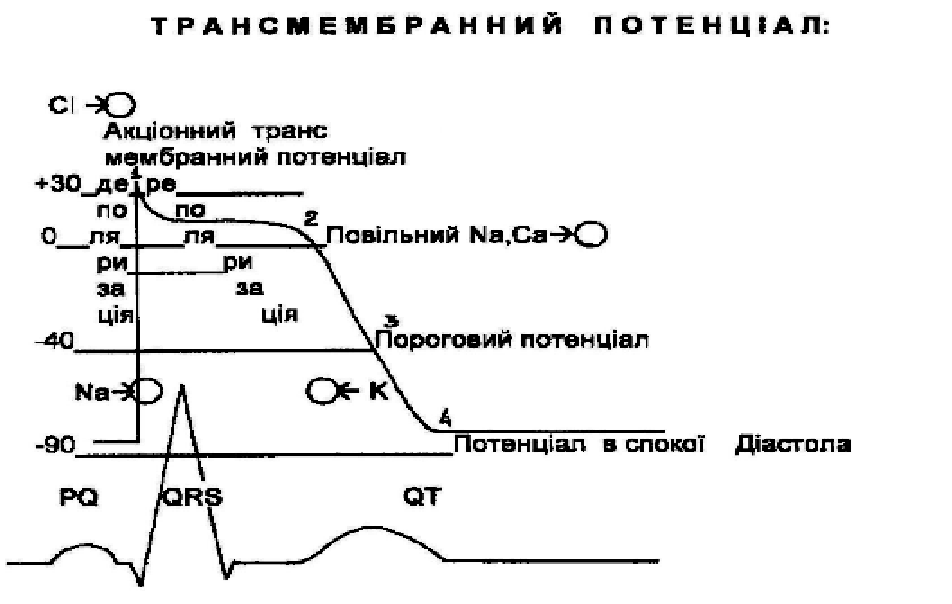 ТРАНСМЕМБРАННИЙ ПОТЕНЦІАЛ:
Cl
Акціонний транс
мембранний потенціал
1
+30 де ре
по по
2
0 ля ля Повільний Na,Ca
ри ри
за за
ція ція
3
-40 Пороговий потенціал
Na K
4
-90 Потенціал в спокої Діастола
PQ QRS QT